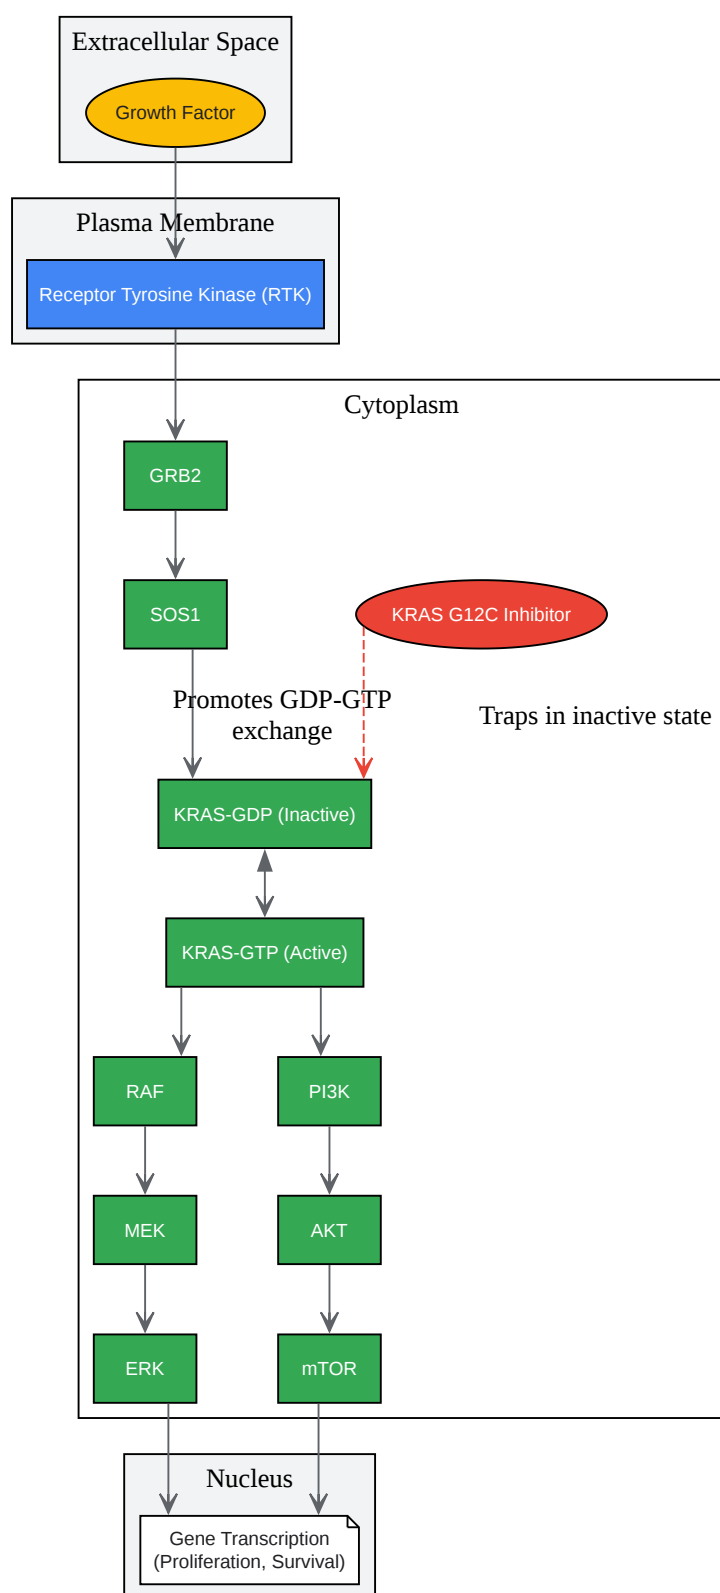 Extracellular Space
Growth Factor
Plasma Membrane
Receptor Tyrosine Kinase (RTK)
Cytoplasm
GRB2
SOS1
KRAS G12C Inhibitor
Promotes GDP-GTP
exchange
Traps in inactive state
KRAS-GDP (Inactive)
KRAS-GTP (Active)
RAF
PI3K
MEK
AKT
ERK
mTOR
Nucleus
Gene Transcription
(Proliferation, Survival)